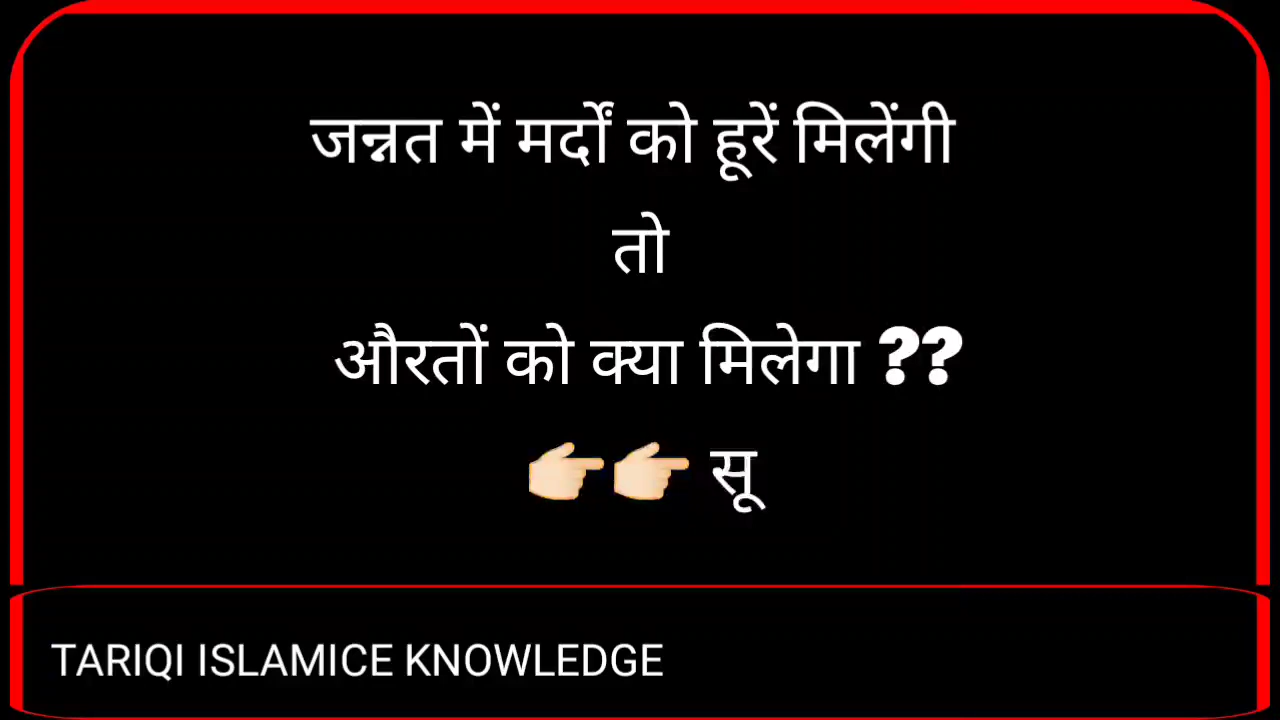 जन्नत में मर्दों को हूरें मिलेंगी
तो
औरतों को क्या मिलेगा ??
👉🏻👉🏻 सू
TARIQI ISLAMICE KNOWLEDGE